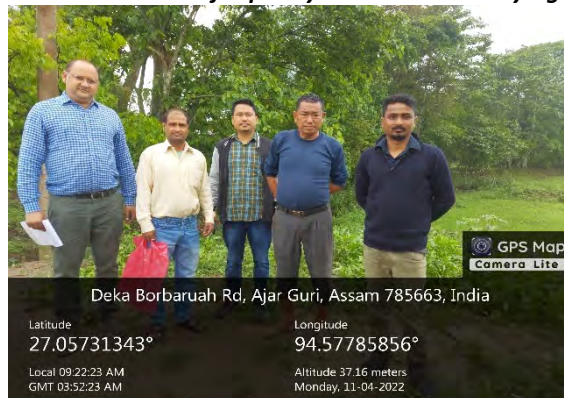 GPS Map
Camera Lite
Deka Borbaruah Rd, Ajar Guri, Assam 785663, India
Latitude
27.05731343°
Longitude
94.57785856°
Local 09:22:23 AM
GMT 03:52:23 AM
Altitude 37.16 meters
Monday, 11-04-2022